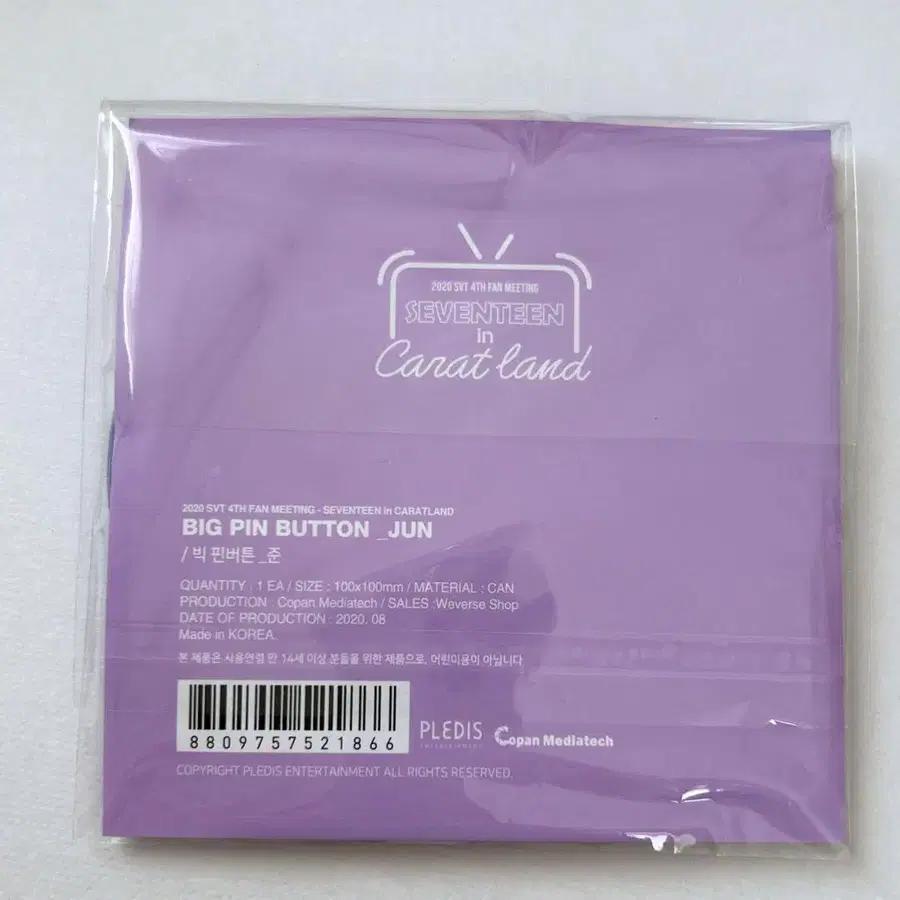 2020 SVT 4TH FAN MEETING
SEVENTEEN
in
Carat land
2020 SVT 4TH FAN MEETING - SEVENTEEN in CARATLAND
BIG PIN BUTTON _JUN
/ 빅 핀버튼 _준
QUANTITY : 1 EA / SIZE : 100x100mm / MATERIAL : CAN
PRODUCTION : Copan Mediatech / SALES :Weverse Shop
DATE OF PRODUCTION : 2020. 08
Made in KOREA.
본 제품은 사용연령 만 14세 이상 분들을 위한 제품으로, 어린이용이 아닙니다
8809757521866
PLEDIS
ENTERTAINMENT
Copan Mediatech
COPYRIGHT PLEDIS ENTERTAINMENT ALL RIGHTS RESERVED.